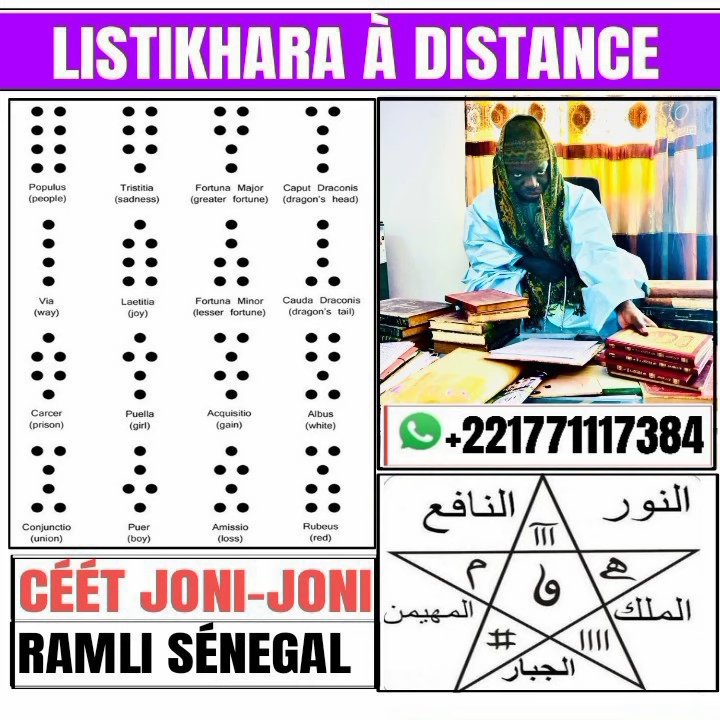 LISTIKHARA À DISTANCE
Populus
(people)
Tristitia
(sadness)
Fortuna Major
(greater fortune)
Caput Draconis
(dragon's head)
Via
(way)
Laetitia
(joy)
Fortuna Minor
(lesser fortune)
Cauda Draconis
(dragon's tail)
Carcer
(prison)
Puella
(girl)
Acquisitio
(gain)
Albus
(white)
Conjunctio
(union)
Puer
(boy)
Amissio
(loss)
Rubeus
(red)
+221771117384
CÉÉT JONI-JONI
RAMLI SÉNEGAL
النور
النافع
م
ه
المهيمن
الملك
الجبار